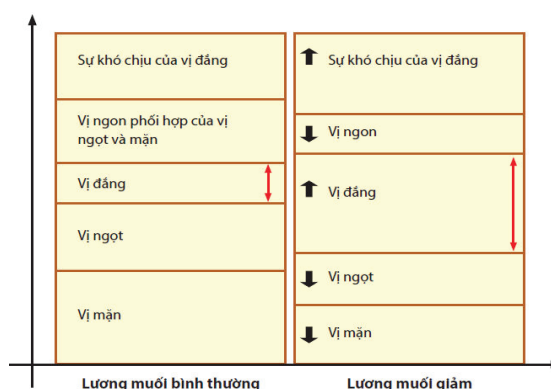 Sự khó chịu của vị đắng
Vị ngon phối hợp của vị
ngọt và mặn
Vị đắng
Vị ngọt
Vị mặn
Lương muối bình thường
Sự khó chịu của vị đắng
Vị ngon
Vị đắng
Vị ngọt
Vị mặn
Lương muối giảm